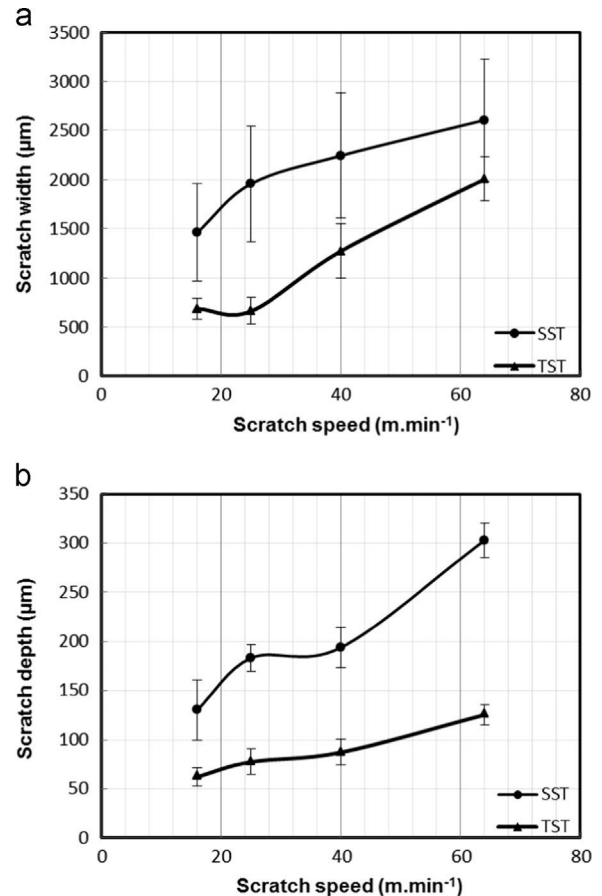 a
3500
3000
2500
2000
1500
1000
500
0
Scratch width (µm)
SST
TST
0 20 40 60 80
Scratch speed (m.min⁻¹)
b
350
300
250
200
150
100
50
0
Scratch depth (µm)
SST
TST
0 20 40 60 80
Scratch speed (m.min⁻¹)